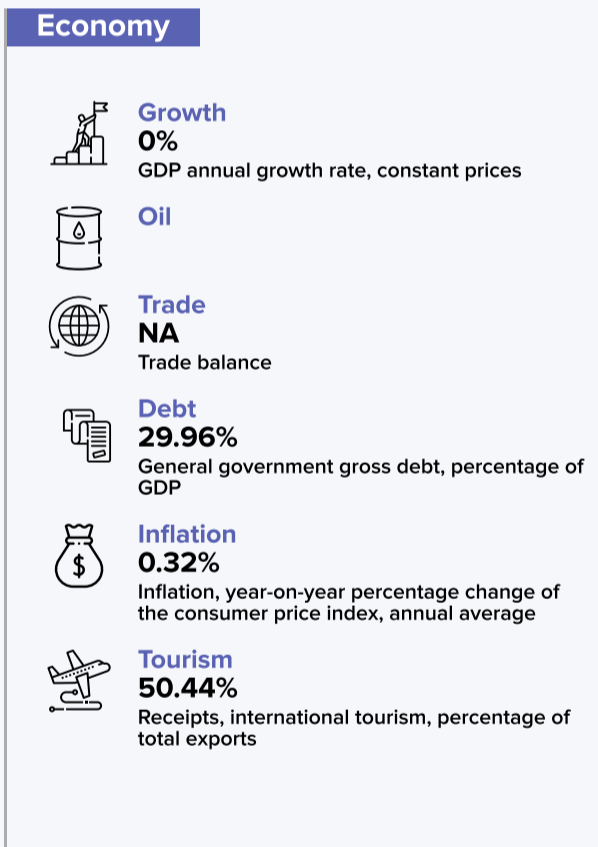 Economy
Growth
0%
GDP annual growth rate, constant prices
Oil
Trade
NA
Trade balance
Debt
29.96%
General government gross debt, percentage of
GDP
$
Inflation
0.32%
Inflation, year-on-year percentage change of
the consumer price index, annual average
Tourism
50.44%
Receipts, international tourism, percentage of
total exports